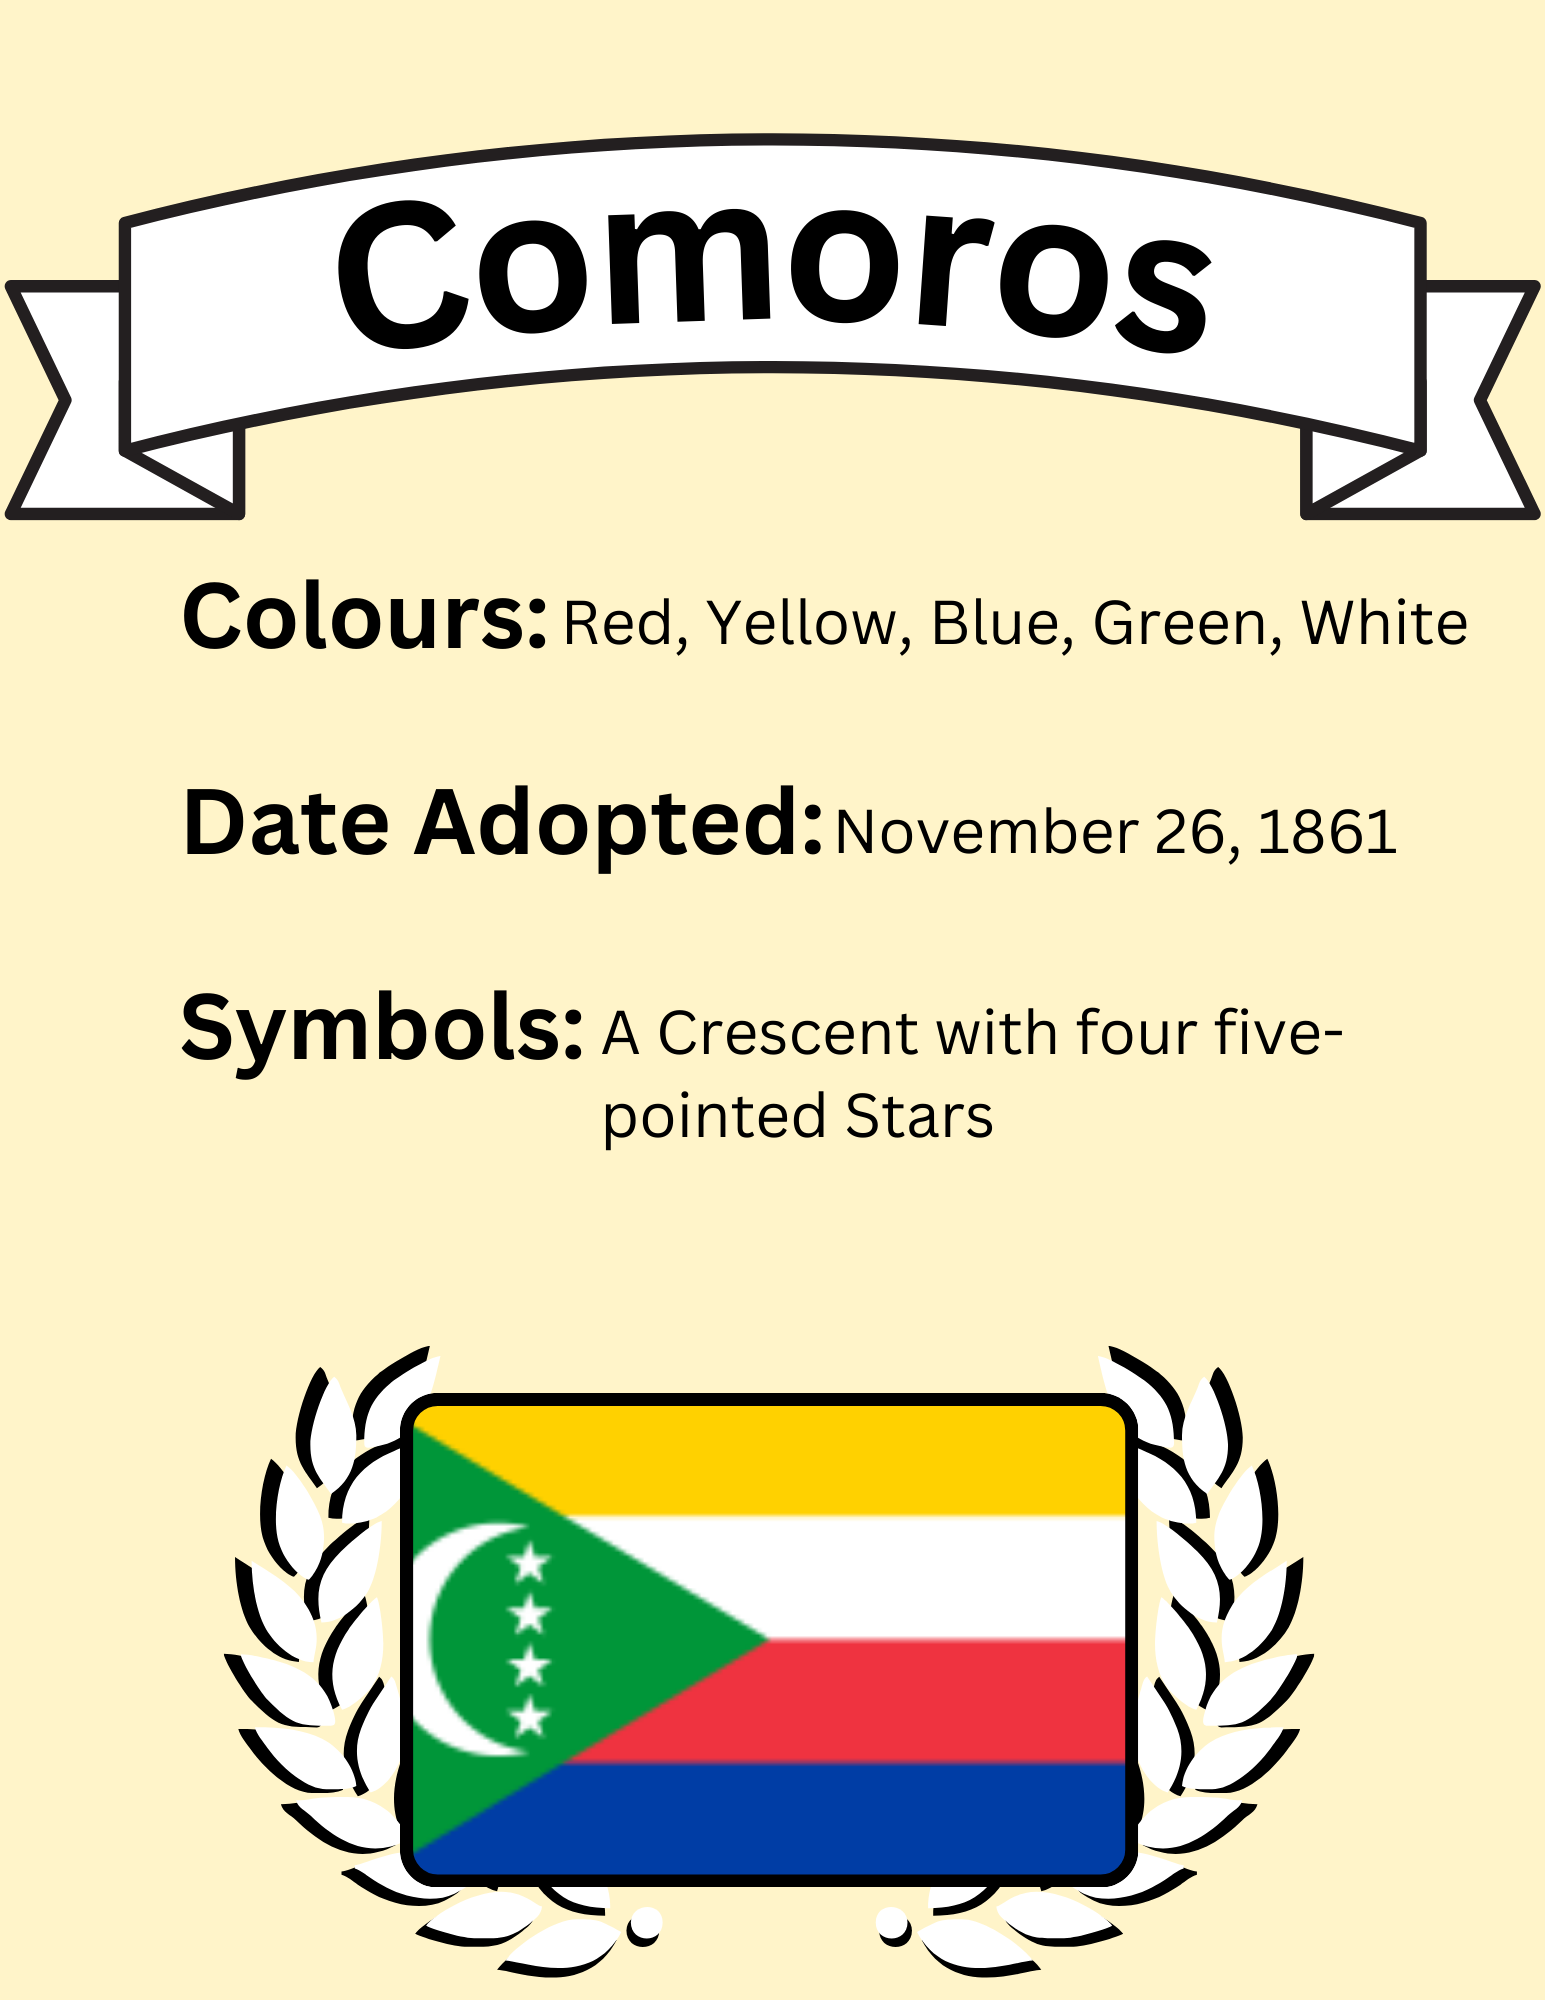 Comoros
Colours: Red, Yellow, Blue, Green, White
Date Adopted: November 26, 1861
Symbols: A Crescent with four five-
pointed Stars